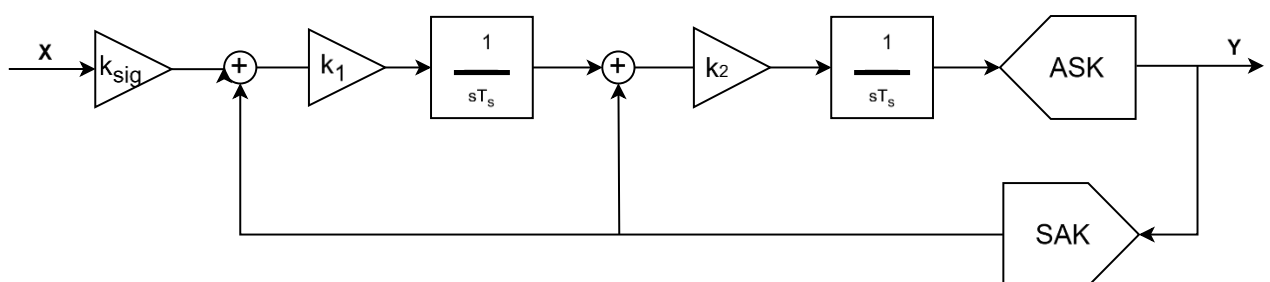 X
k_sig
+
k_1
1
sT_s
+
k2
1
sT_s
ASK
Y
SAK